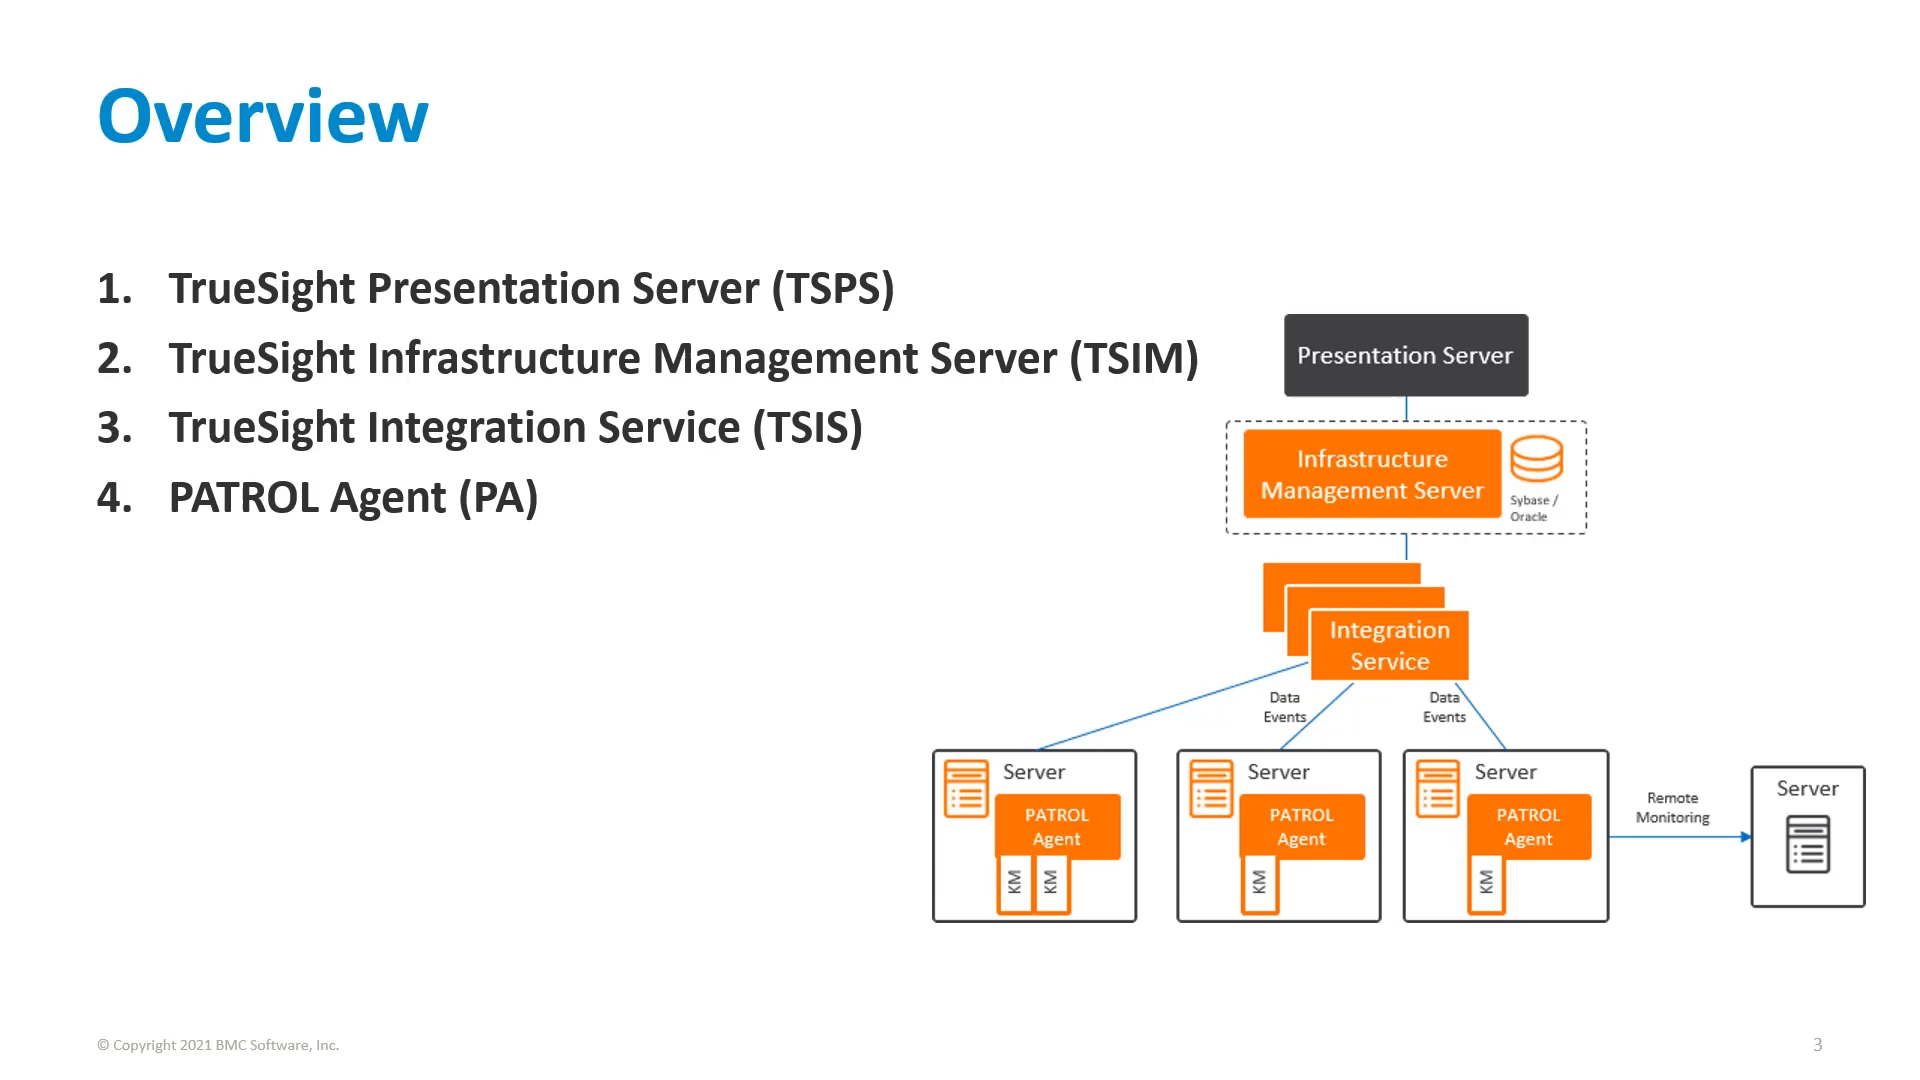 Overview
1. TrueSight Presentation Server (TSPS)
2. TrueSight Infrastructure Management Server (TSIM)
3. TrueSight Integration Service (TSIS)
4. PATROL Agent (PA)
Presentation Server
Infrastructure
Management Server
Sybase /
Oracle
Integration
Service
Data
Events
Data
Events
Server
PATROL
Agent
KM
KM
Server
PATROL
Agent
KM
Server
PATROL
Agent
KM
Remote
Monitoring
Server
© Copyright 2021 BMC Software, Inc.
3